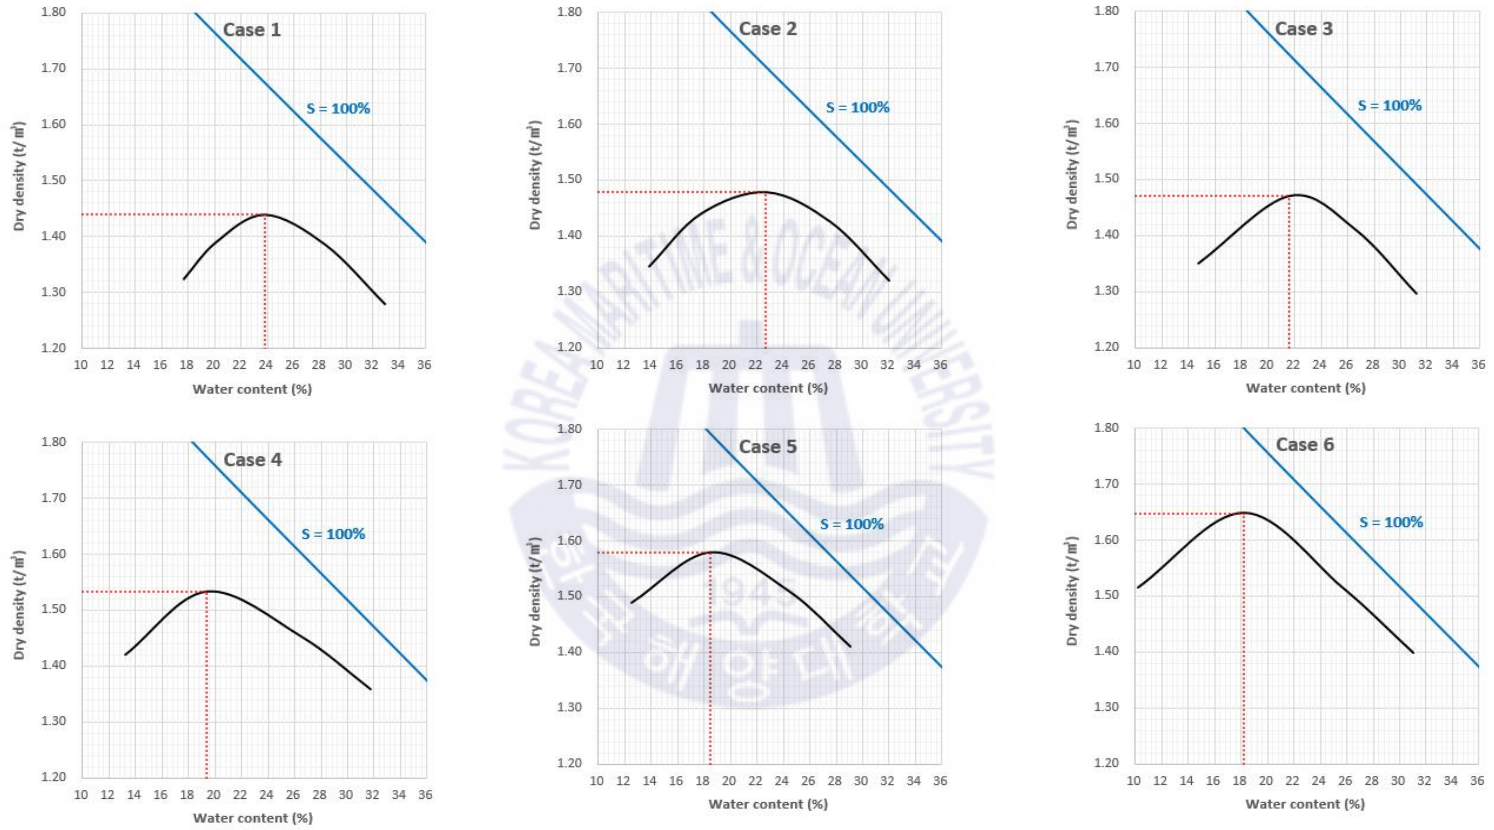 Case 1
S = 100%
Dry density (t/㎥)
1.80
1.70
1.60
1.50
1.40
1.30
1.20
10 12 14 16 18 20 22 24 26 28 30 32 34 36
Water content (%)
Case 2
S = 100%
Dry density (t/㎥)
1.80
1.70
1.60
1.50
1.40
1.30
1.20
10 12 14 16 18 20 22 24 26 28 30 32 34 36
Water content (%)
Case 3
S = 100%
Dry density (t/㎥)
1.80
1.70
1.60
1.50
1.40
1.30
1.20
10 12 14 16 18 20 22 24 26 28 30 32 34 36
Water content (%)
Case 4
S = 100%
Dry density (t/㎥)
1.80
1.70
1.60
1.50
1.40
1.30
1.20
10 12 14 16 18 20 22 24 26 28 30 32 34 36
Water content (%)
Case 5
S = 100%
Dry density (t/㎥)
1.80
1.70
1.60
1.50
1.40
1.30
1.20
10 12 14 16 18 20 22 24 26 28 30 32 34 36
Water content (%)
Case 6
S = 100%
Dry density (t/㎥)
1.80
1.70
1.60
1.50
1.40
1.30
1.20
10 12 14 16 18 20 22 24 26 28 30 32 34 36
Water content (%)
KOREA MARITIME & OCEAN UNIVERSITY
1945